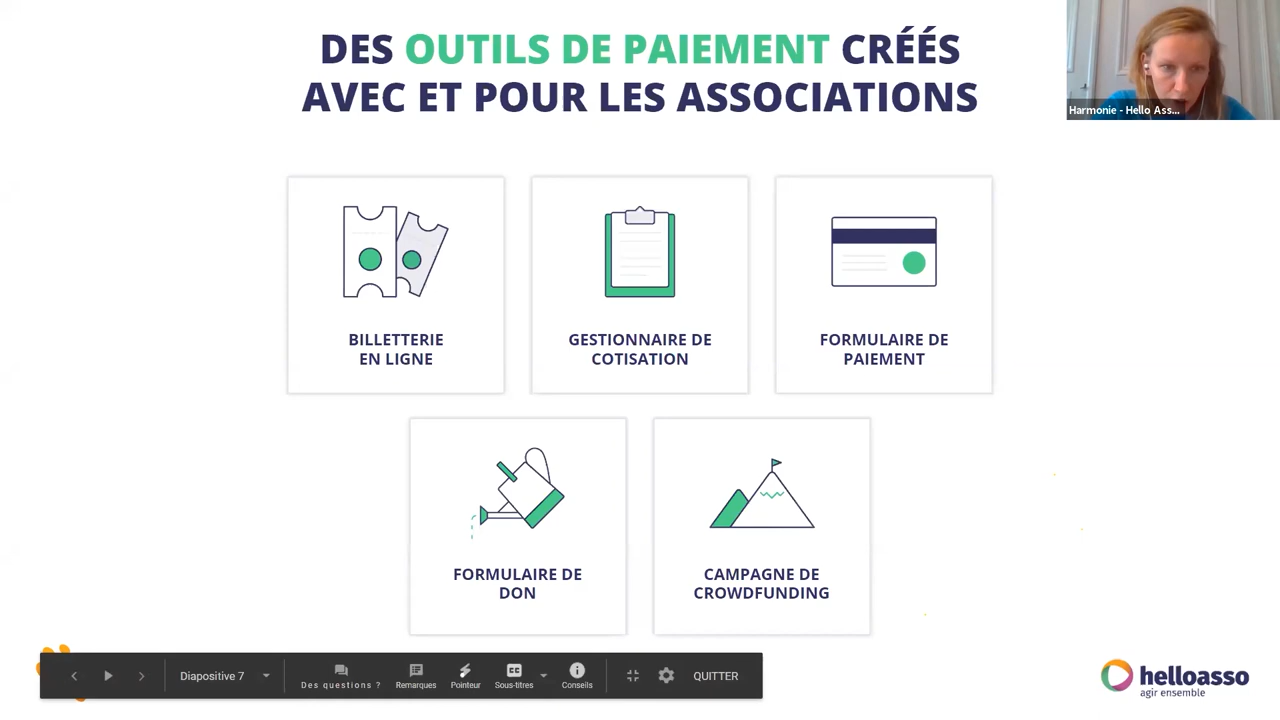 DES OUTILS DE PAIEMENT CRÉÉS
AVEC ET POUR LES ASSOCIATIONS
Harmonie - Hello Ass...
BILLETTERIE
EN LIGNE
GESTIONNAIRE DE
COTISATION
FORMULAIRE DE
PAIEMENT
FORMULAIRE DE
DON
CAMPAGNE DE
CROWDFUNDING
Diapositive 7
Des questions ?
Remarques
Pointeur
CC
Sous-titres
Conseils
QUITTER
helloasso
agir ensemble